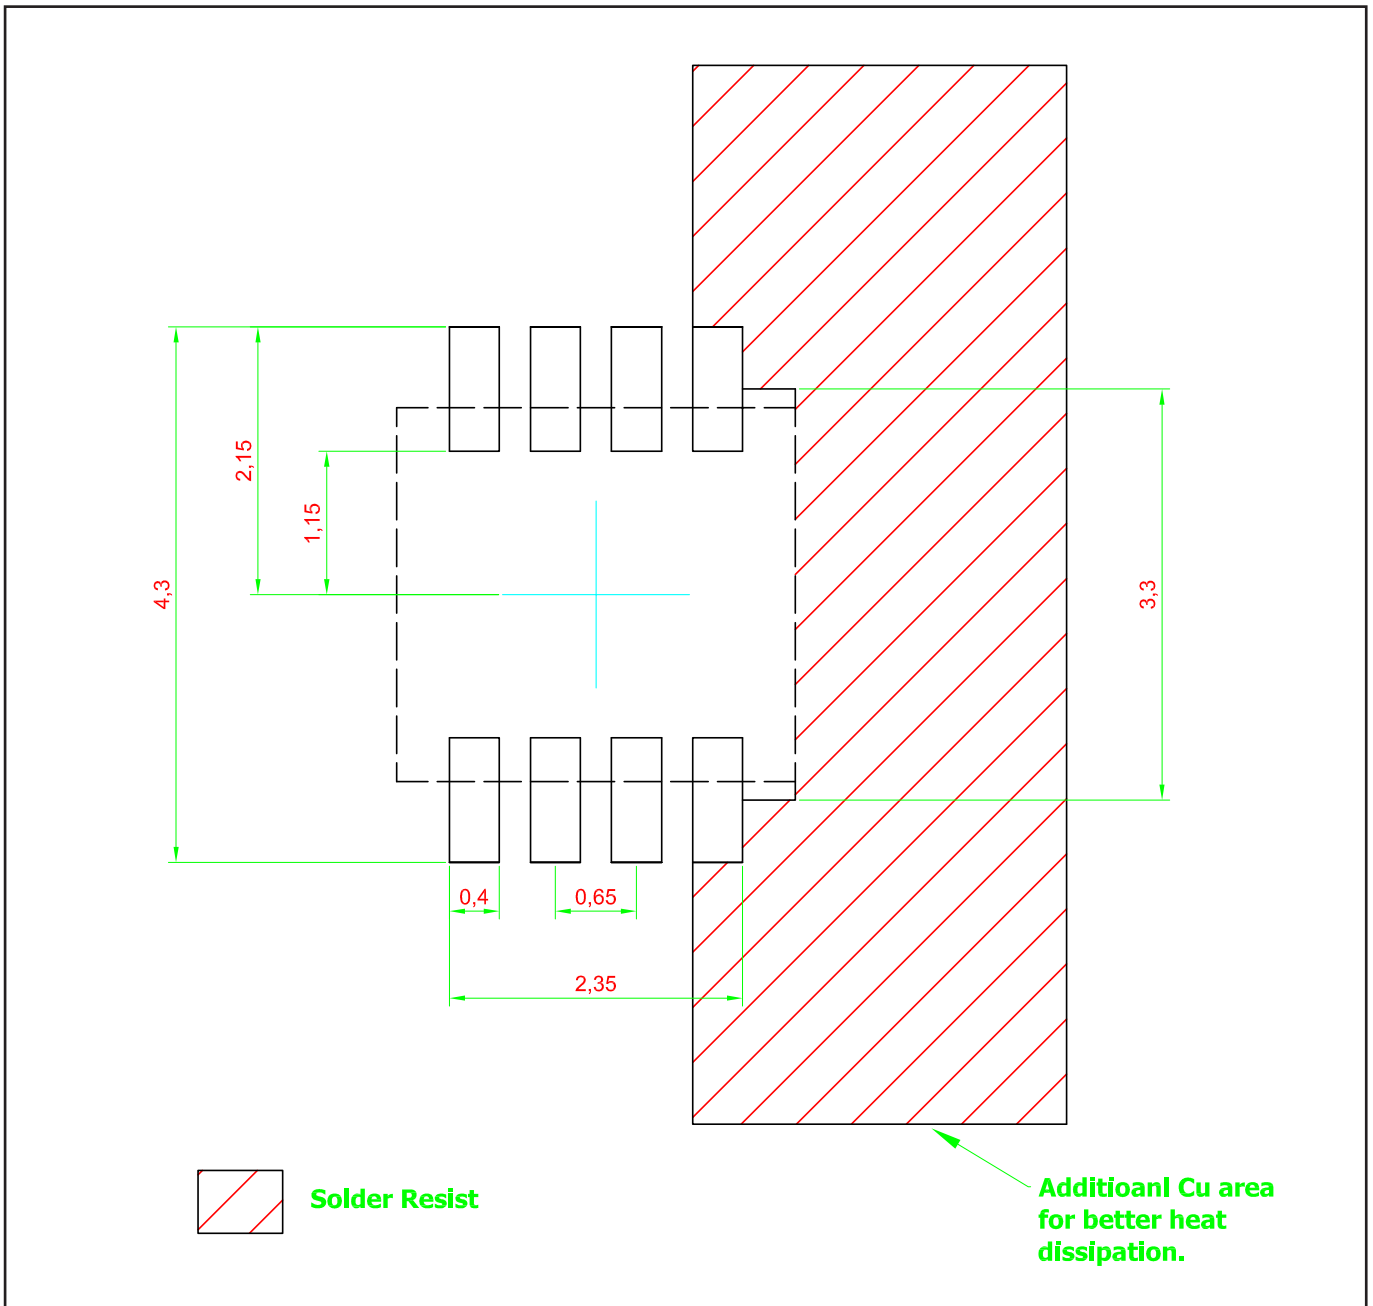 2,15
1,15
4,3
3,3
0,4
0,65
2,35
Solder Resist
Additioanl Cu area
for better heat
dissipation.